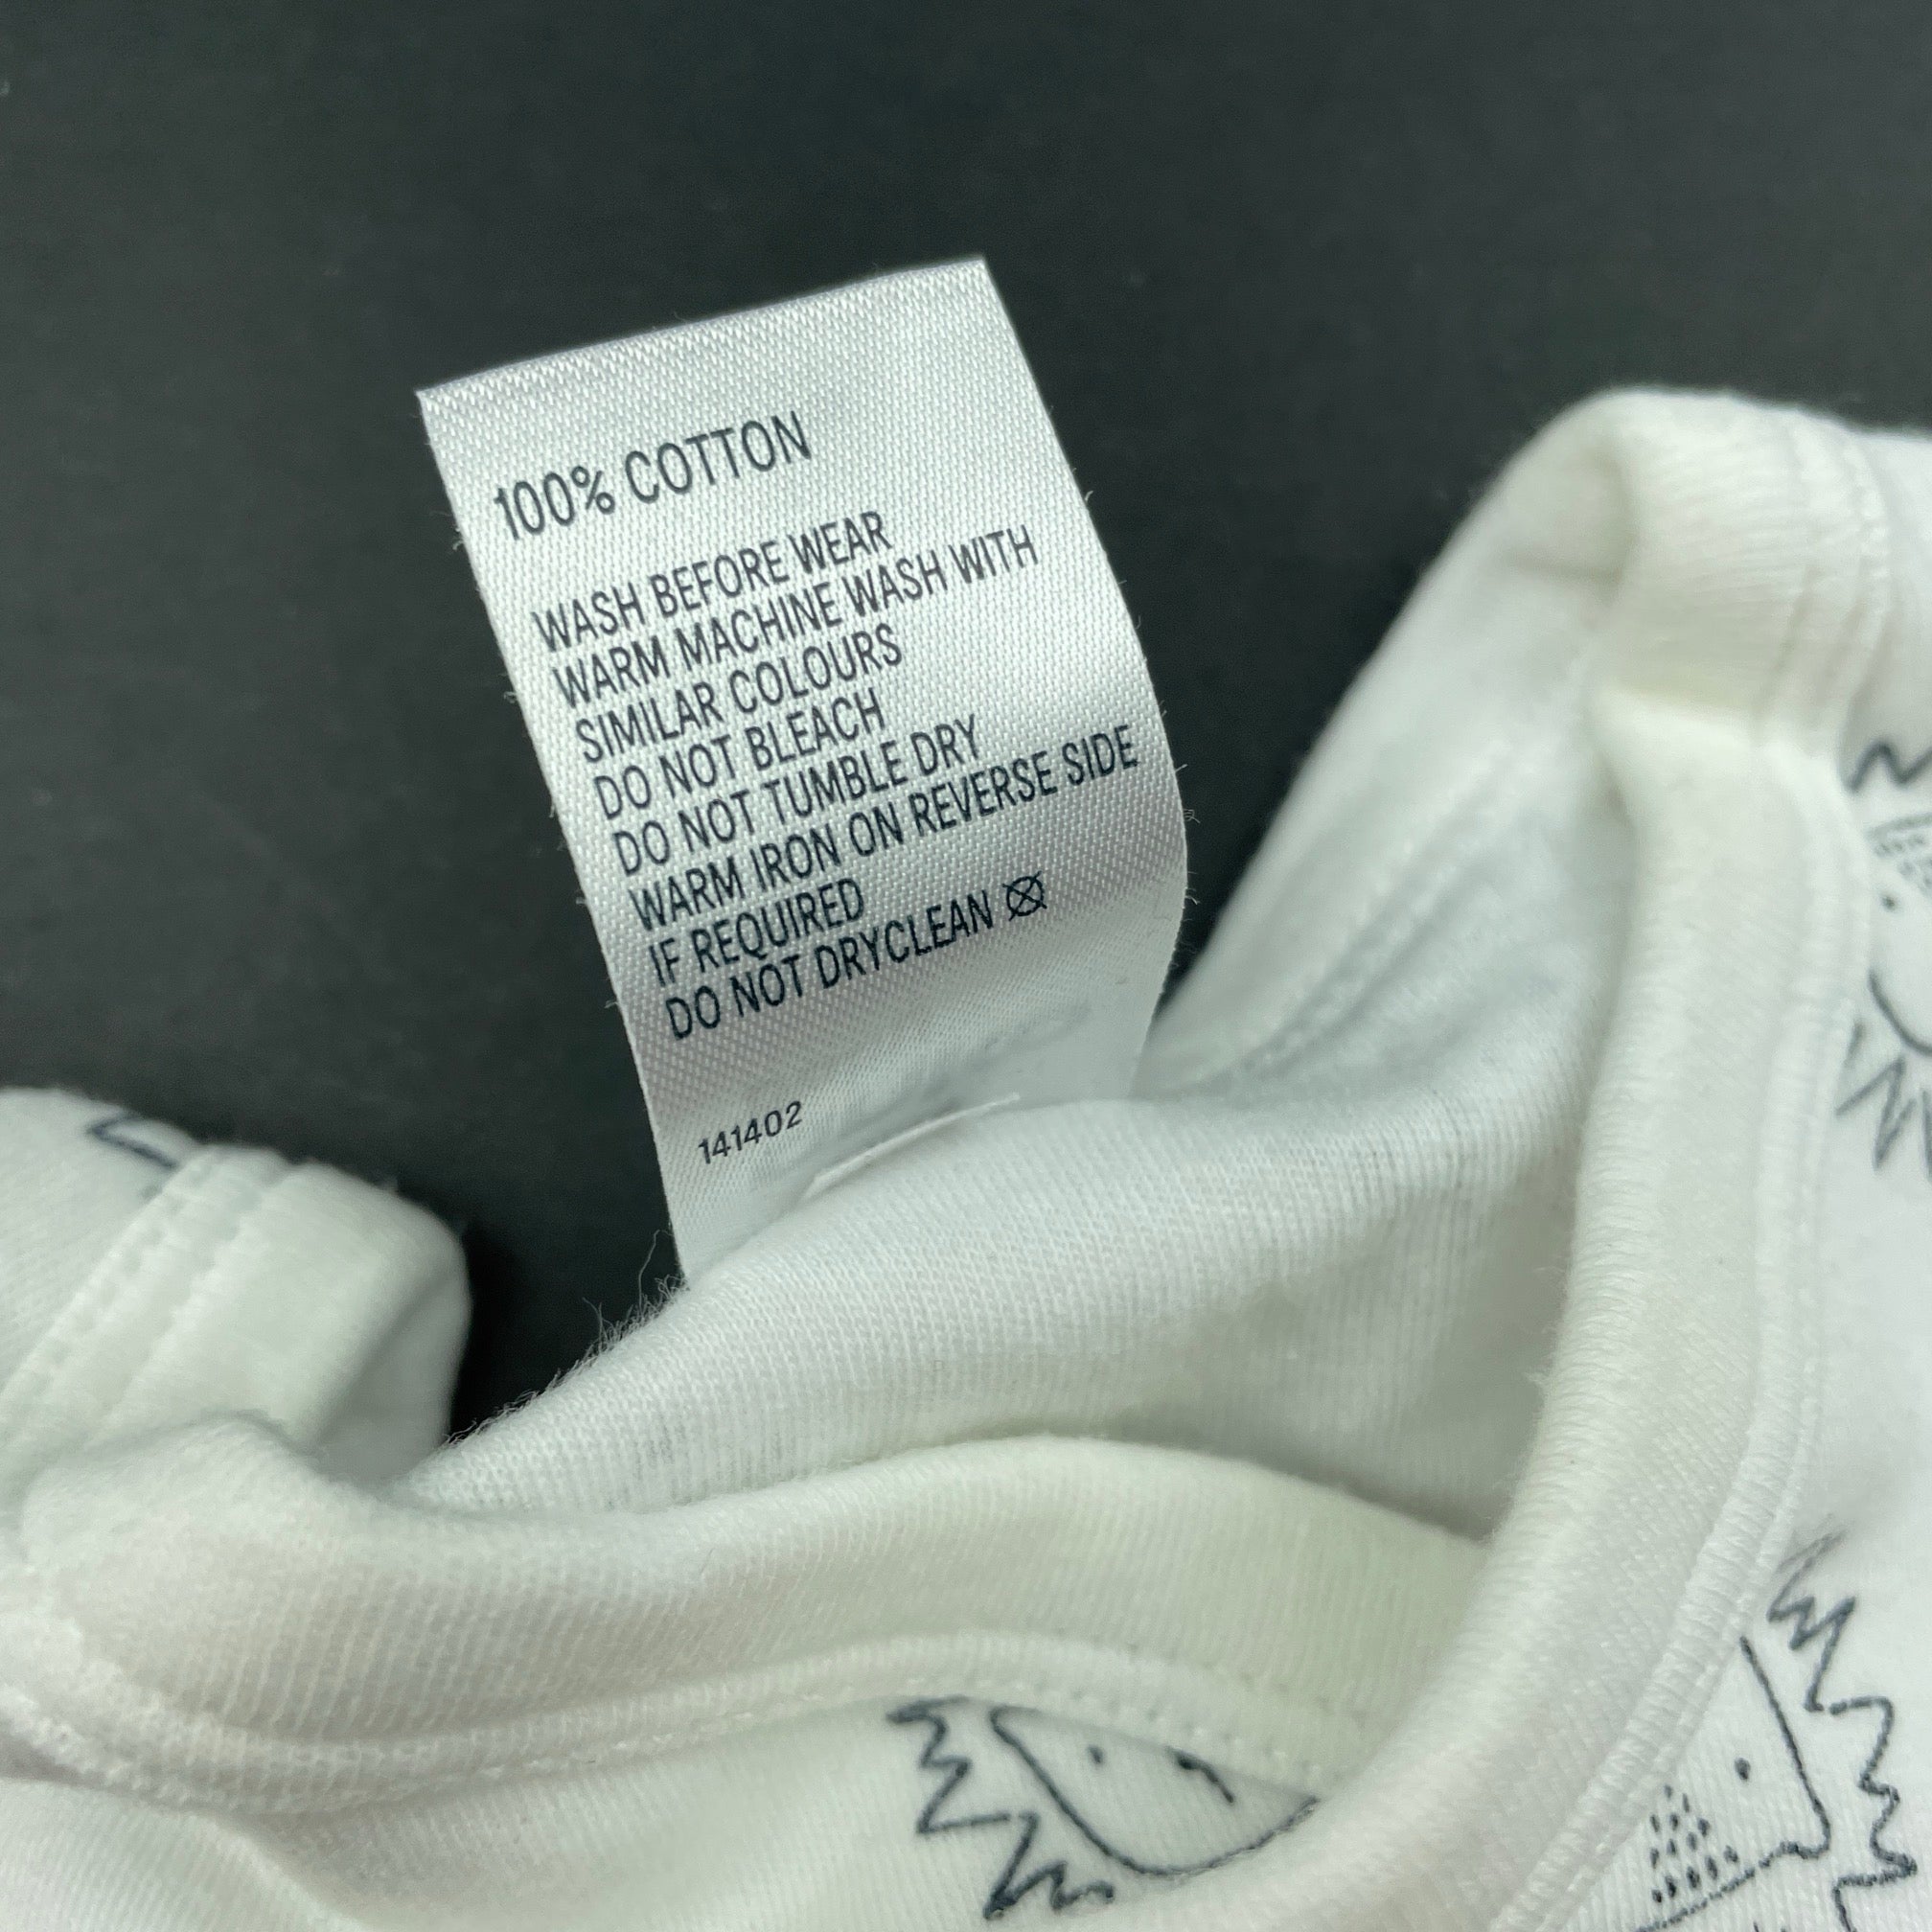 100% COTTON
WASH BEFORE WEAR
WARM MACHINE WASH WITH
SIMILAR COLOURS
DO NOT BLEACH
DO NOT TUMBLE DRY
WARM IRON ON REVERSE SIDE
IF REQUIRED
DO NOT DRYCLEAN
141402